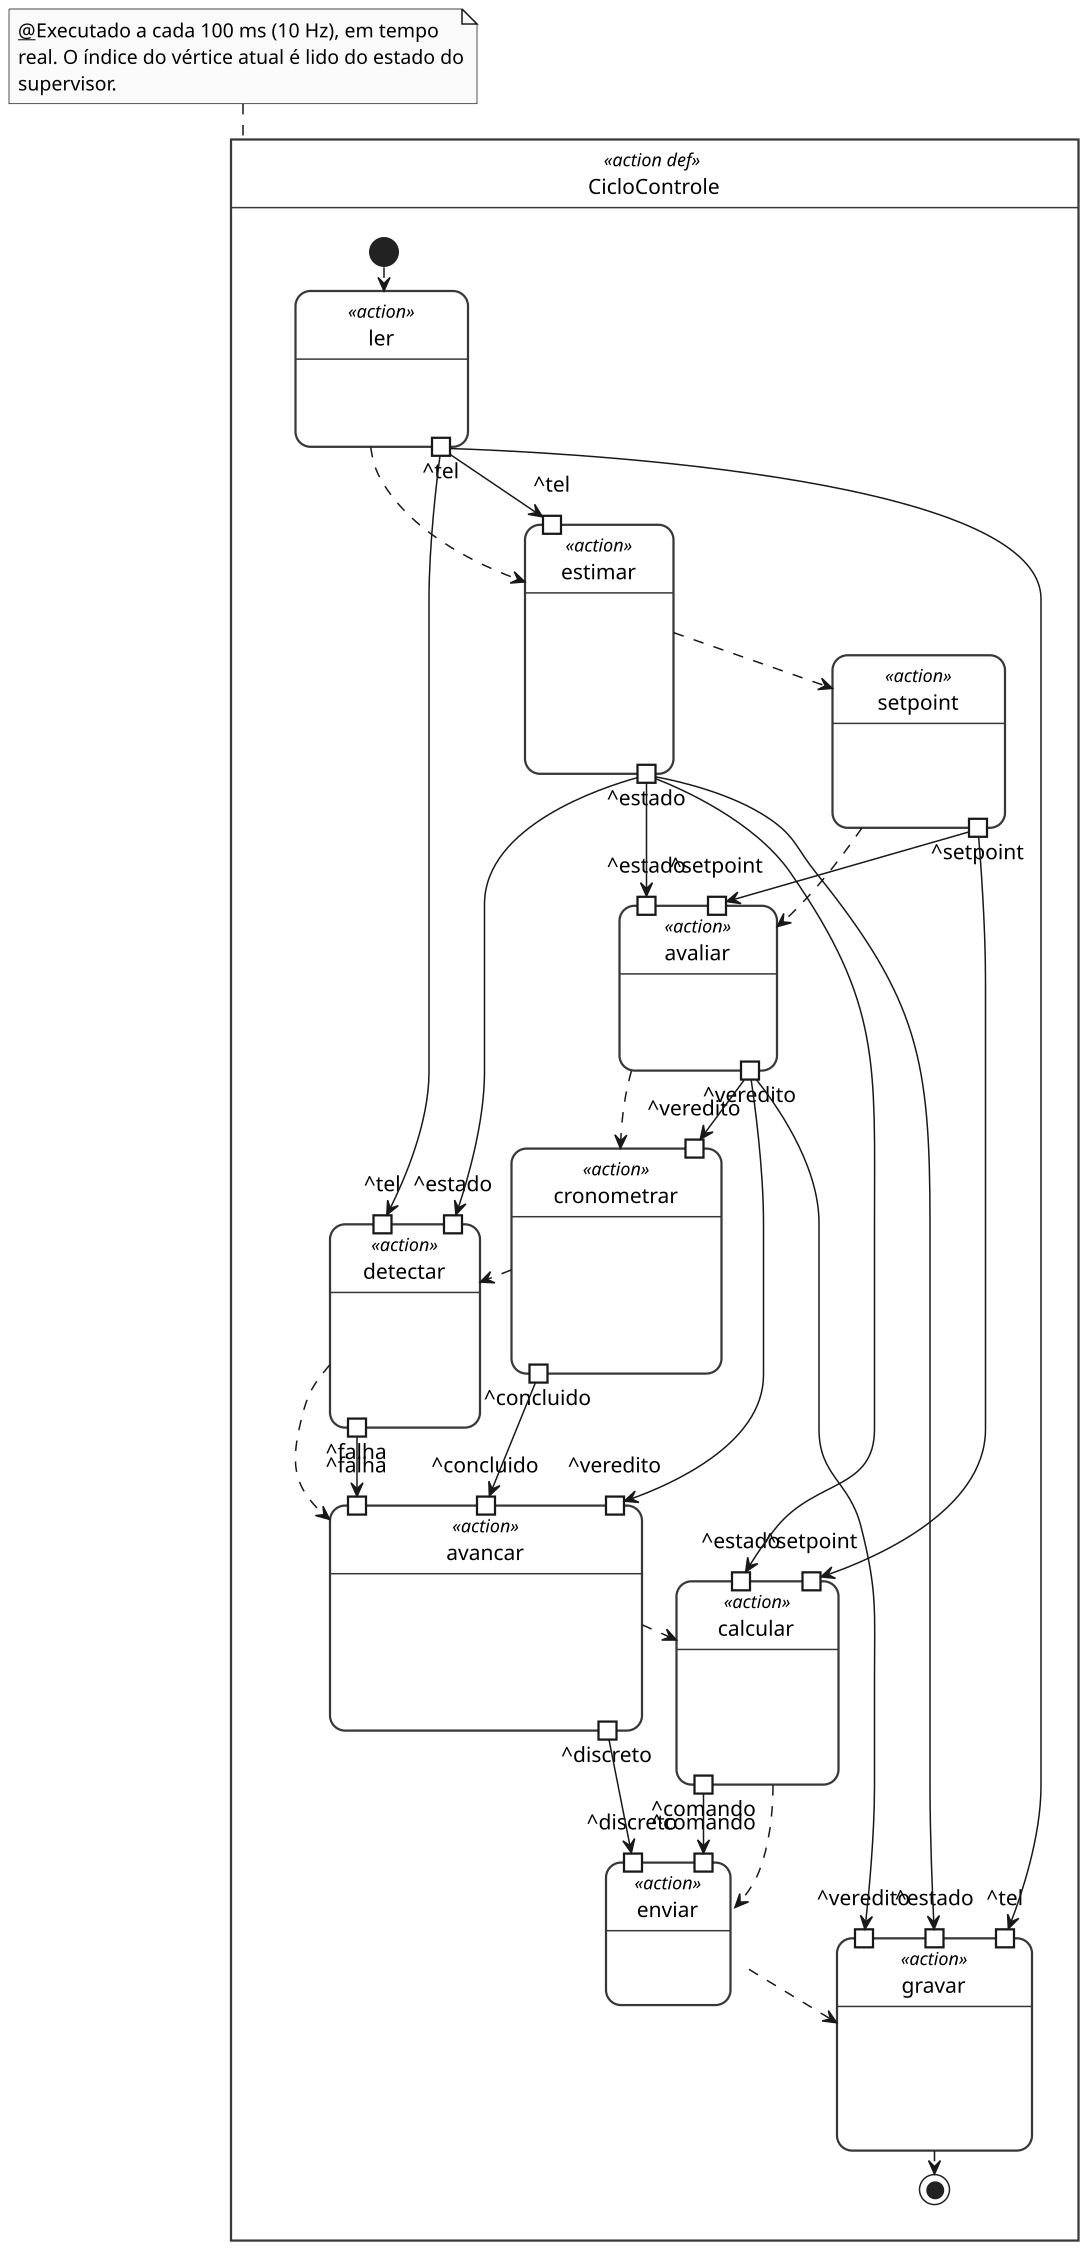 @Executado a cada 100 ms (10 Hz), em tempo
real. O índice do vértice atual é lido do estado do
supervisor.
«action def»
CicloControle
«action»
ler
^tel
^tel
«action»
estimar
«action»
setpoint
^estado
^setpoint
^estado
^setpoint
«action»
avaliar
^veredito
^veredito
«action»
cronometrar
^tel
^estado
«action»
detectar
^concluido
^falha
^falha
^concluido
^veredito
«action»
avancar
^estado
^setpoint
«action»
calcular
^discreto
^comando
^discreto
^comando
«action»
enviar
^veredito
^estado
^tel
«action»
gravar